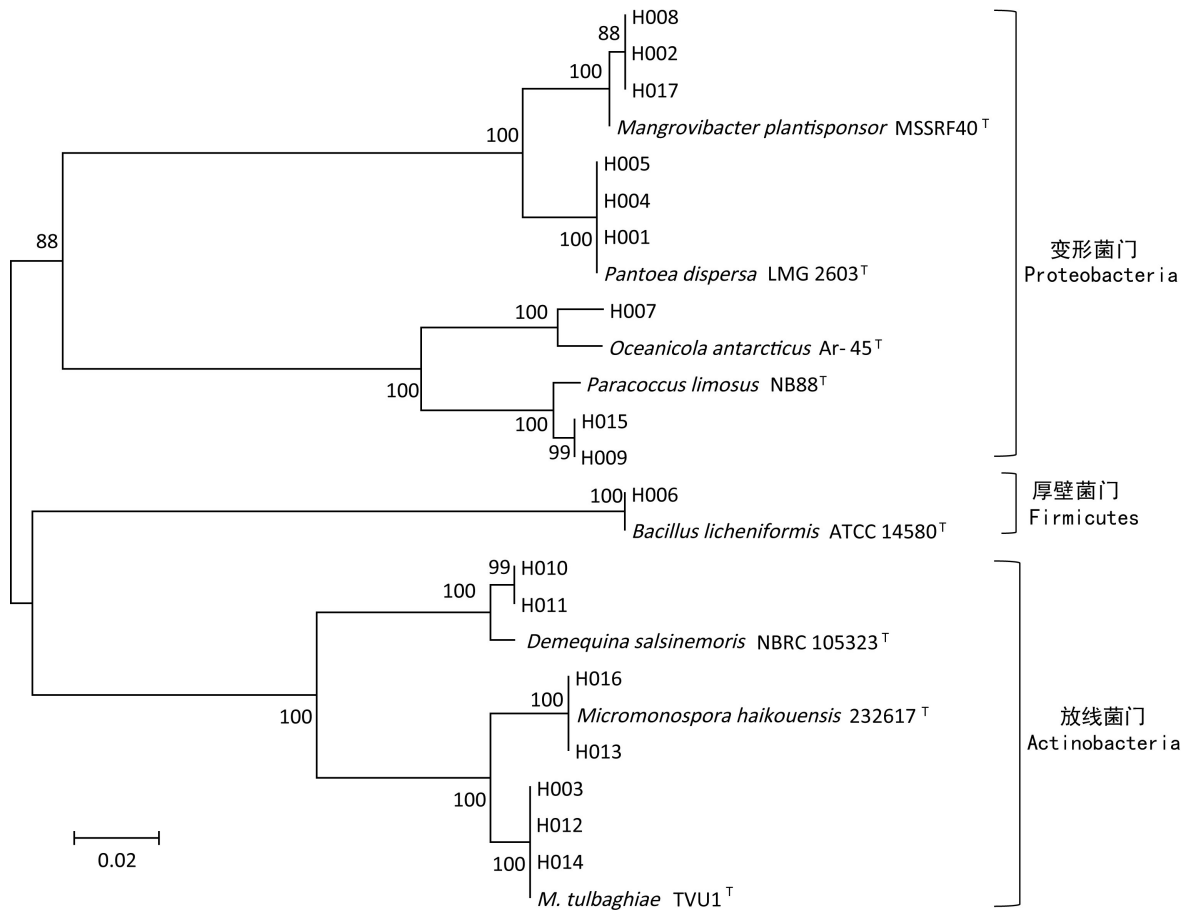 H008
88
H002
100
H017
Mangrovibacter plantisponsor MSSRF40 T
100
H005
H004
H001
100
Pantoea dispersa LMG 2603 T
88
变形菌门
Proteobacteria
100
H007
Oceanicola antarcticus Ar- 45 T
100
Paracoccus limosus NB88 T
100
H015
99
H009
100
H006
Bacillus licheniformis ATCC 14580 T
厚壁菌门
Firmicutes
99
H010
100
H011
Demequina salsinemoris NBRC 105323 T
100
H016
100
Micromonospora haikouensis 232617 T
H013
放线菌门
Actinobacteria
100
H003
H012
100
H014
M. tulbaghiae TVU1 T
0.02